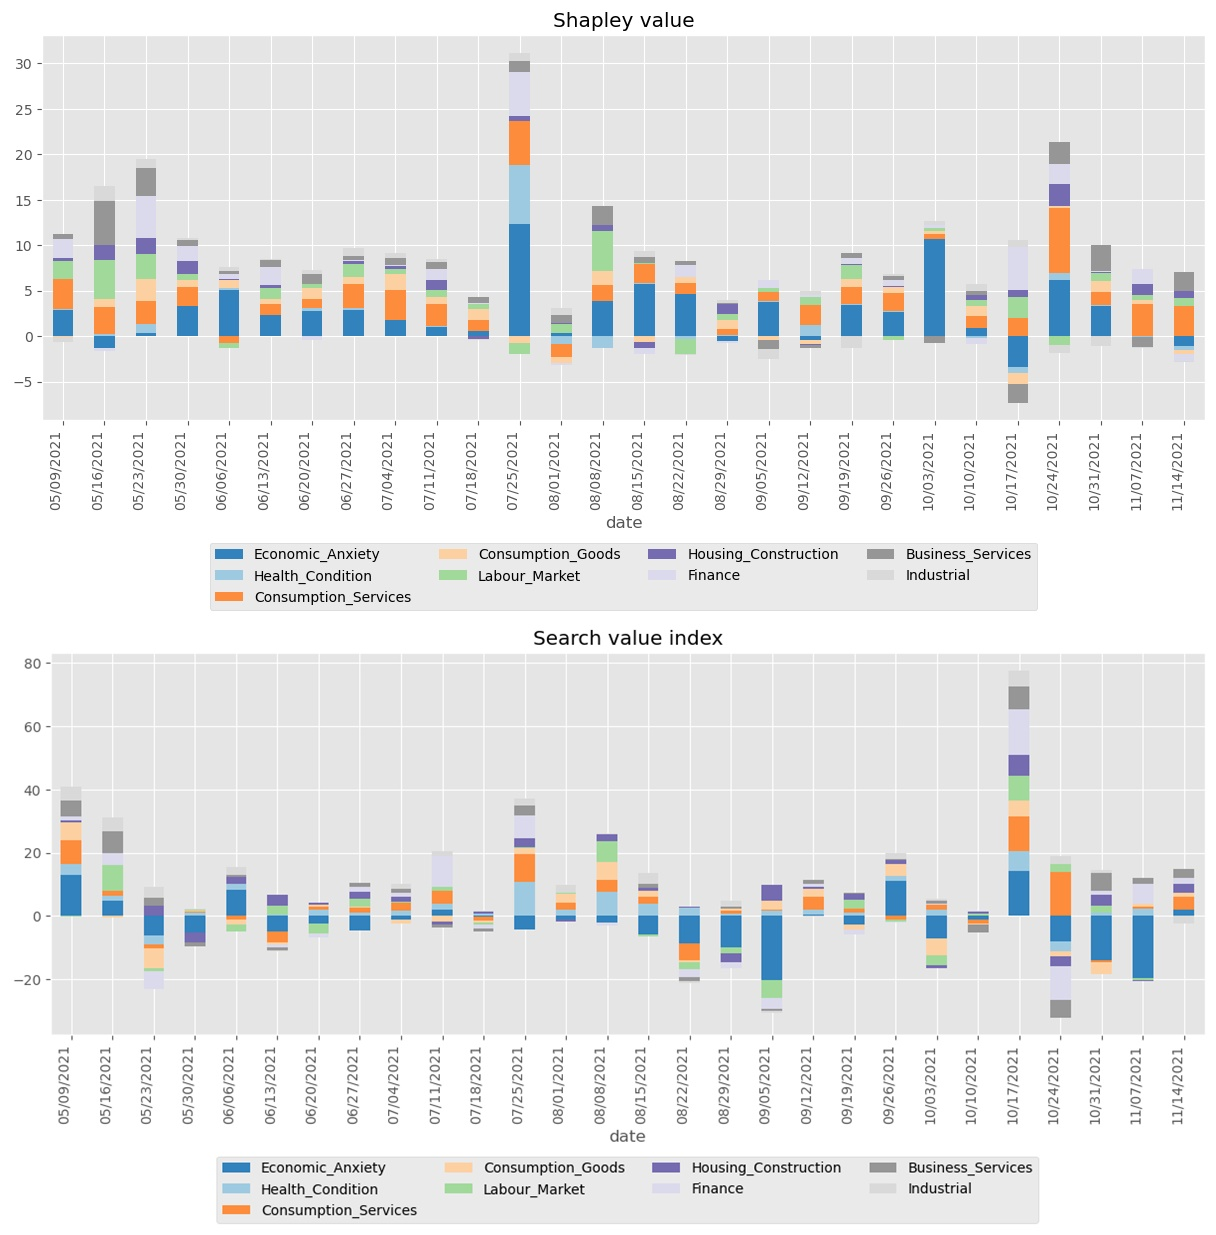 Shapley value
30
25
20
15
10
5
0
−5
05/09/2021 05/16/2021 05/23/2021 05/30/2021 06/06/2021 06/13/2021 06/20/2021 06/27/2021 07/04/2021 07/11/2021 07/18/2021 07/25/2021 08/01/2021 08/08/2021 08/15/2021 08/22/2021 08/29/2021 09/05/2021 09/12/2021 09/19/2021 09/26/2021 10/03/2021 10/10/2021 10/17/2021 10/24/2021 10/31/2021 11/07/2021 11/14/2021
date
Economic_Anxiety Consumption_Goods Housing_Construction Business_Services
Health_Condition Labour_Market Finance Industrial
Consumption_Services
Search value index
80
60
40
20
0
−20
05/09/2021 05/16/2021 05/23/2021 05/30/2021 06/06/2021 06/13/2021 06/20/2021 06/27/2021 07/04/2021 07/11/2021 07/18/2021 07/25/2021 08/01/2021 08/08/2021 08/15/2021 08/22/2021 08/29/2021 09/05/2021 09/12/2021 09/19/2021 09/26/2021 10/03/2021 10/10/2021 10/17/2021 10/24/2021 10/31/2021 11/07/2021 11/14/2021
date
Economic_Anxiety Consumption_Goods Housing_Construction Business_Services
Health_Condition Labour_Market Finance Industrial
Consumption_Services